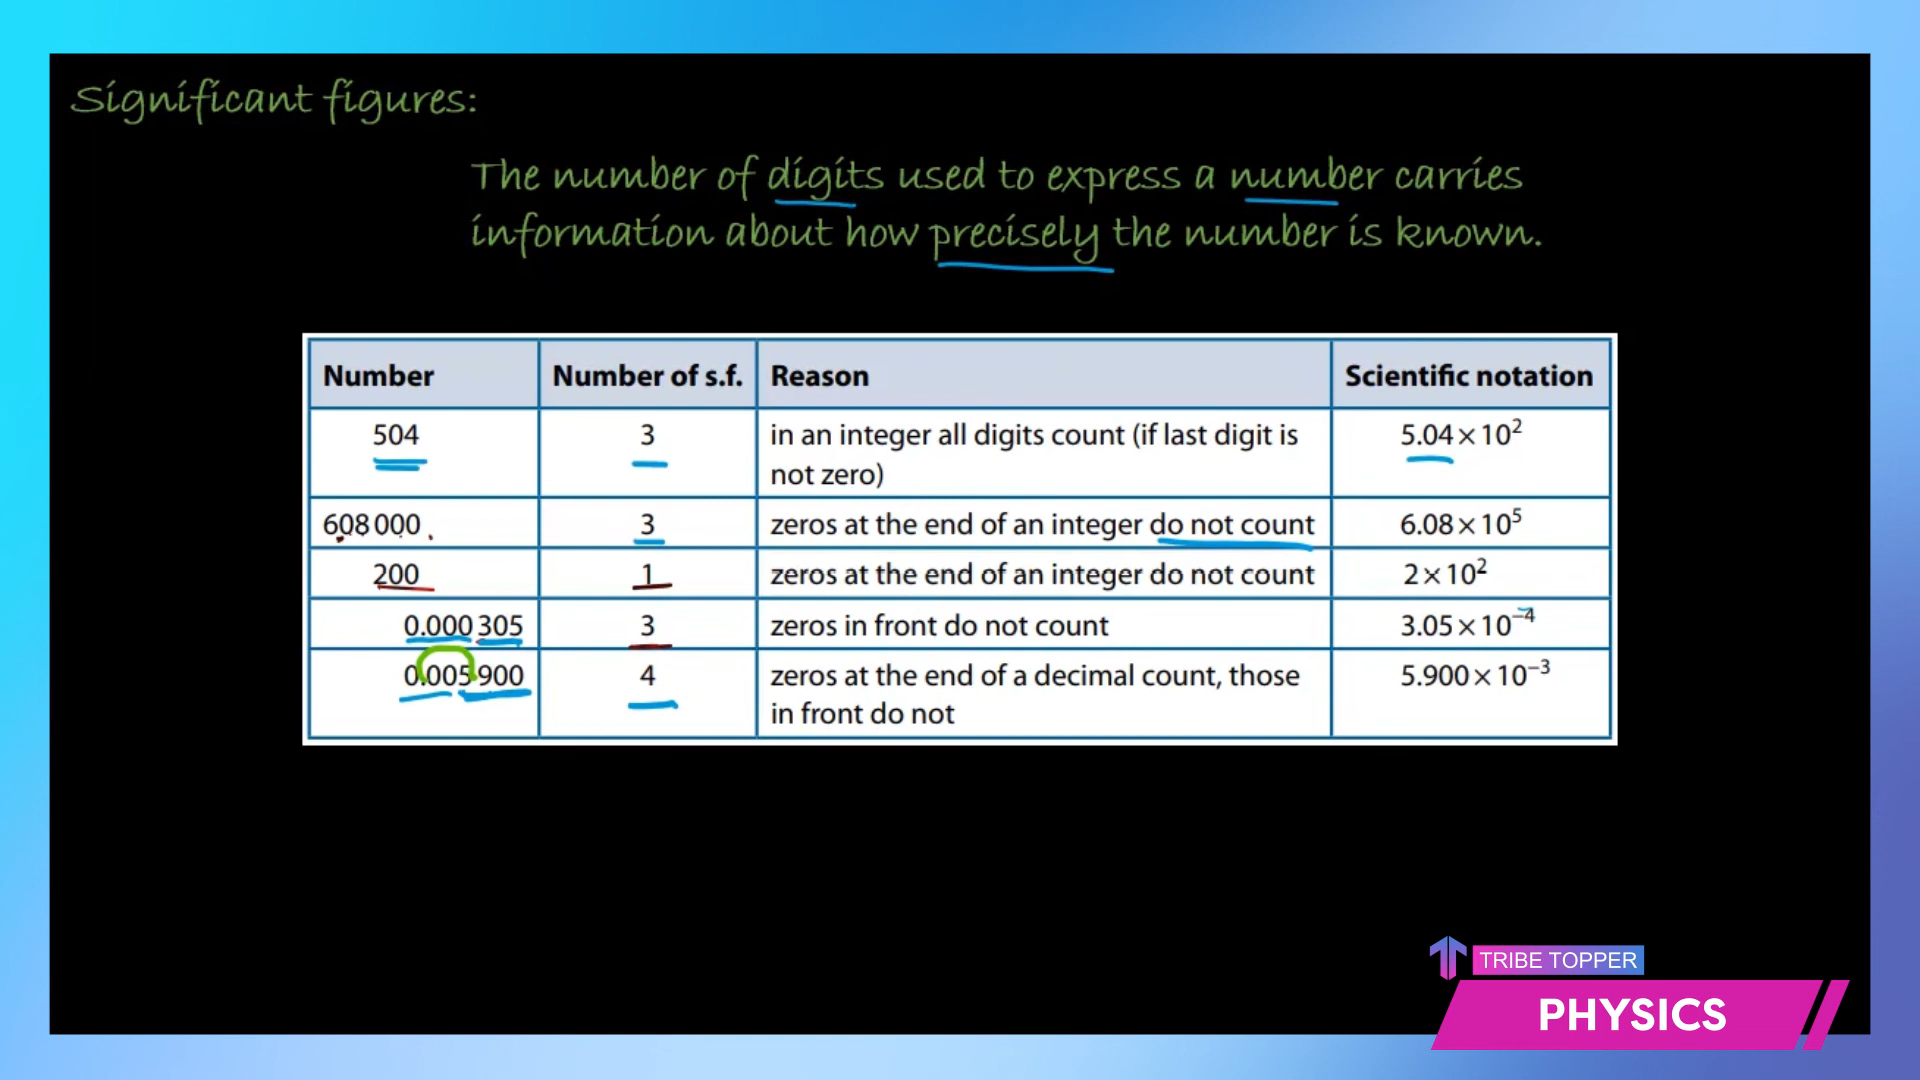 Significant figures:
The number of digits used to express a number carries
information about how precisely the number is known.
Number Number of s.f. Reason Scientific notation
504 3 in an integer all digits count (if last digit is 5.04 × 10²
not zero)
608 000 3 zeros at the end of an integer do not count 6.08 × 10⁵
200 1 zeros at the end of an integer do not count 2 × 10²
0.000 305 3 zeros in front do not count 3.05 × 10⁻⁴
0.005 900 4 zeros at the end of a decimal count, those 5.900 × 10⁻³
in front do not
TRIBE TOPPER
PHYSICS